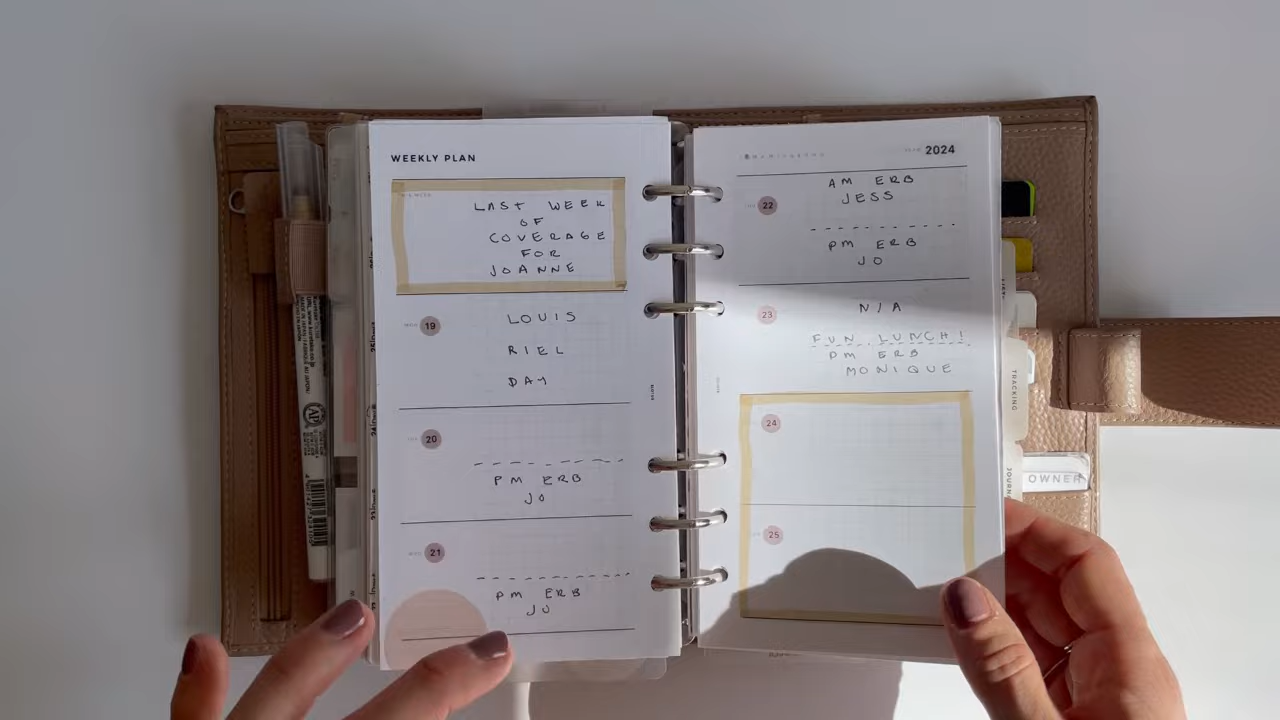 WEEKLY PLAN
LAST WEEK
OF
COVERAGE
FOR
JOANNE
19
LOUIS
RIEL
DAY
20
PM ERB
JO
21
PM ERB
JO
2024
22
AM ERB
JESS
PM ERB
JO
23
N/A
FUN LUNCH!
PM ERB
MONIQUE
24
25
TRACKING
JOURN
OWNER